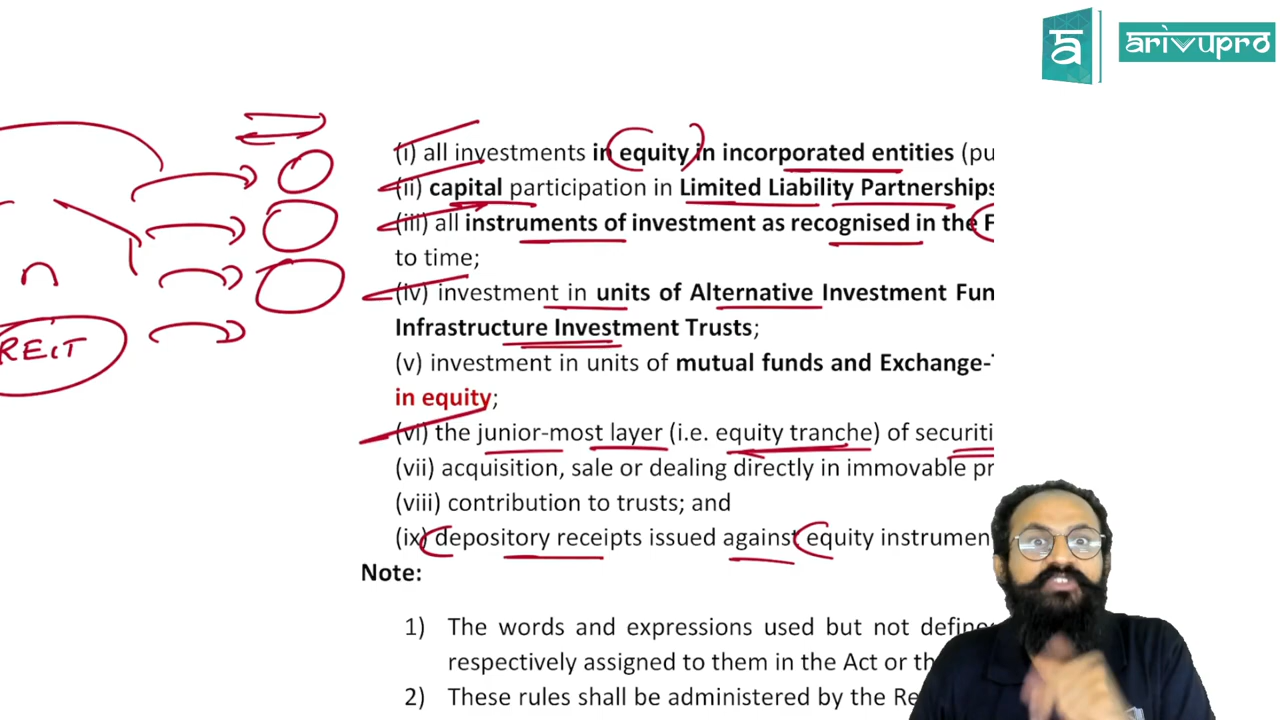 ā
arivupro
(i) all investments in equity in incorporated entities (pu
(ii) capital participation in Limited Liability Partnerships
(iii) all instruments of investment as recognised in the F
to time;
(iv) investment in units of Alternative Investment Fun
Infrastructure Investment Trusts;
(v) investment in units of mutual funds and Exchange-
in equity;
(vi) the junior-most layer (i.e. equity tranche) of securiti
(vii) acquisition, sale or dealing directly in immovable pr
(viii) contribution to trusts; and
(ix) depository receipts issued against equity instrumen
REIT
Note:
1) The words and expressions used but not define
respectively assigned to them in the Act or th
2) These rules shall be administered by the Re